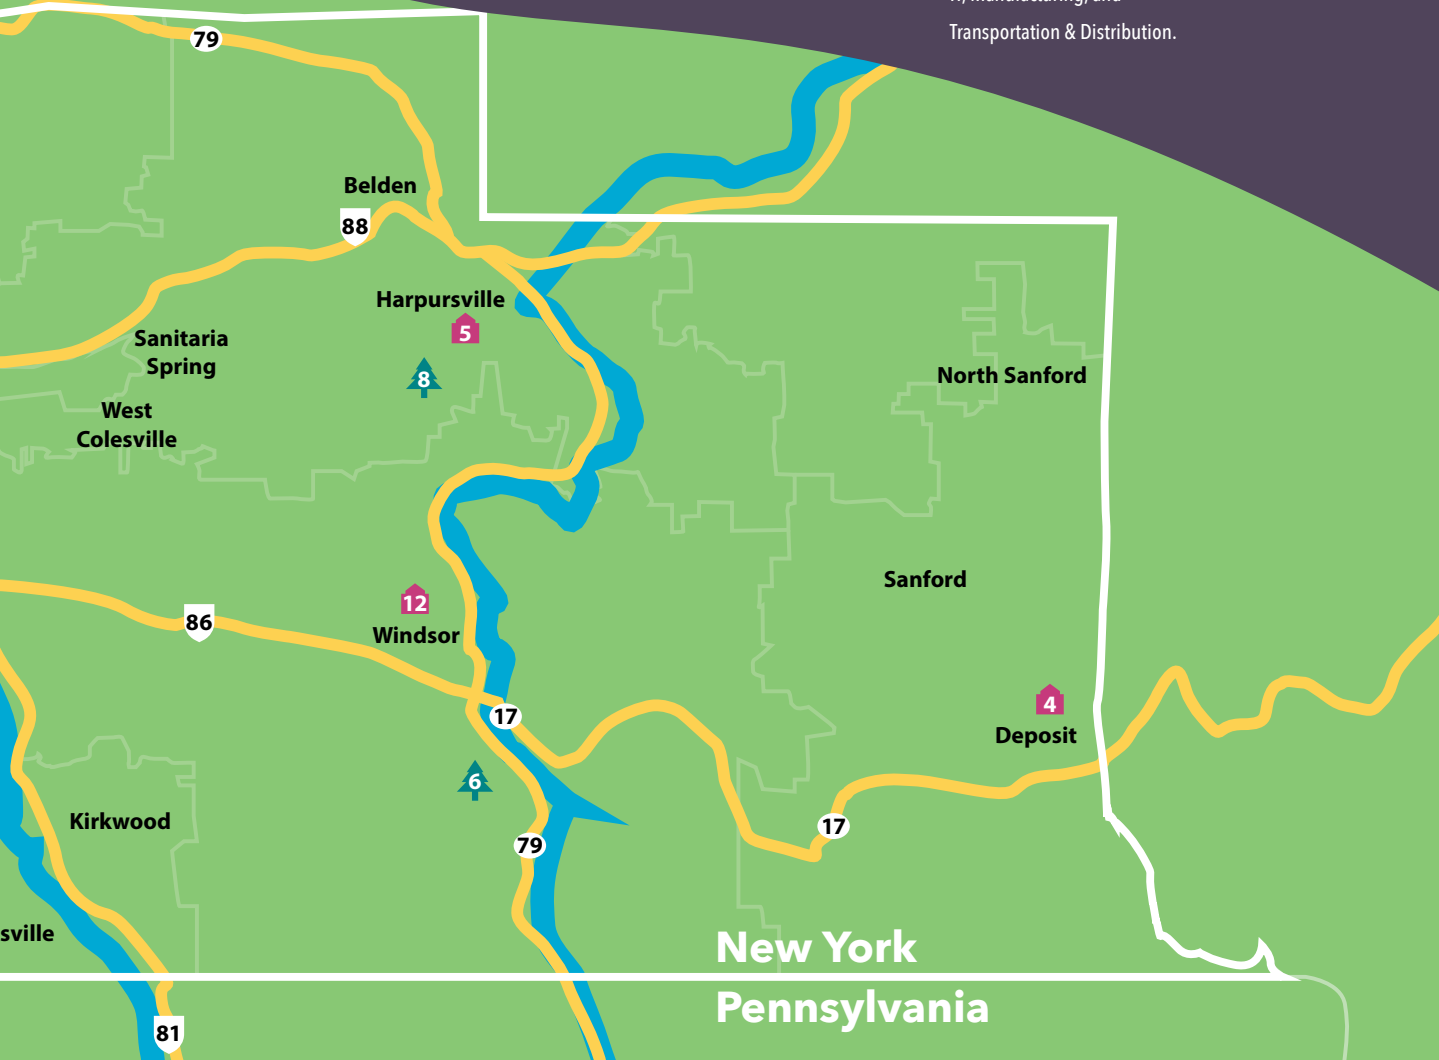 Transportation & Distribution.
79
Belden
88
Harpursville
5
Sanitaria
Spring
8
North Sanford
West
Colesville
Sanford
12
86
Windsor
4
17
Deposit
6
Kirkwood
17
79
sville
New York
Pennsylvania
81